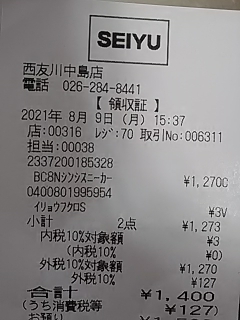 SEIYU
西友川中島店
電話 026-284-8441
【 領収証 】
2021年 8月 9日 (月) 15:37
店:00316 ﾚｼﾞ:70 取引No:006311
担当:00038
2337200185328
BC8Nシンシスニーカー ¥1,270C
0400801995954
イリョウフクロS ¥3V
小計 2点 ¥1,273
内税10%対象額 ¥3
(内税10% ¥0)
外税10%対象額 ¥1,270
外税10% ¥127
合計 ¥1,400
(うち消費税等 ¥127)
お預り